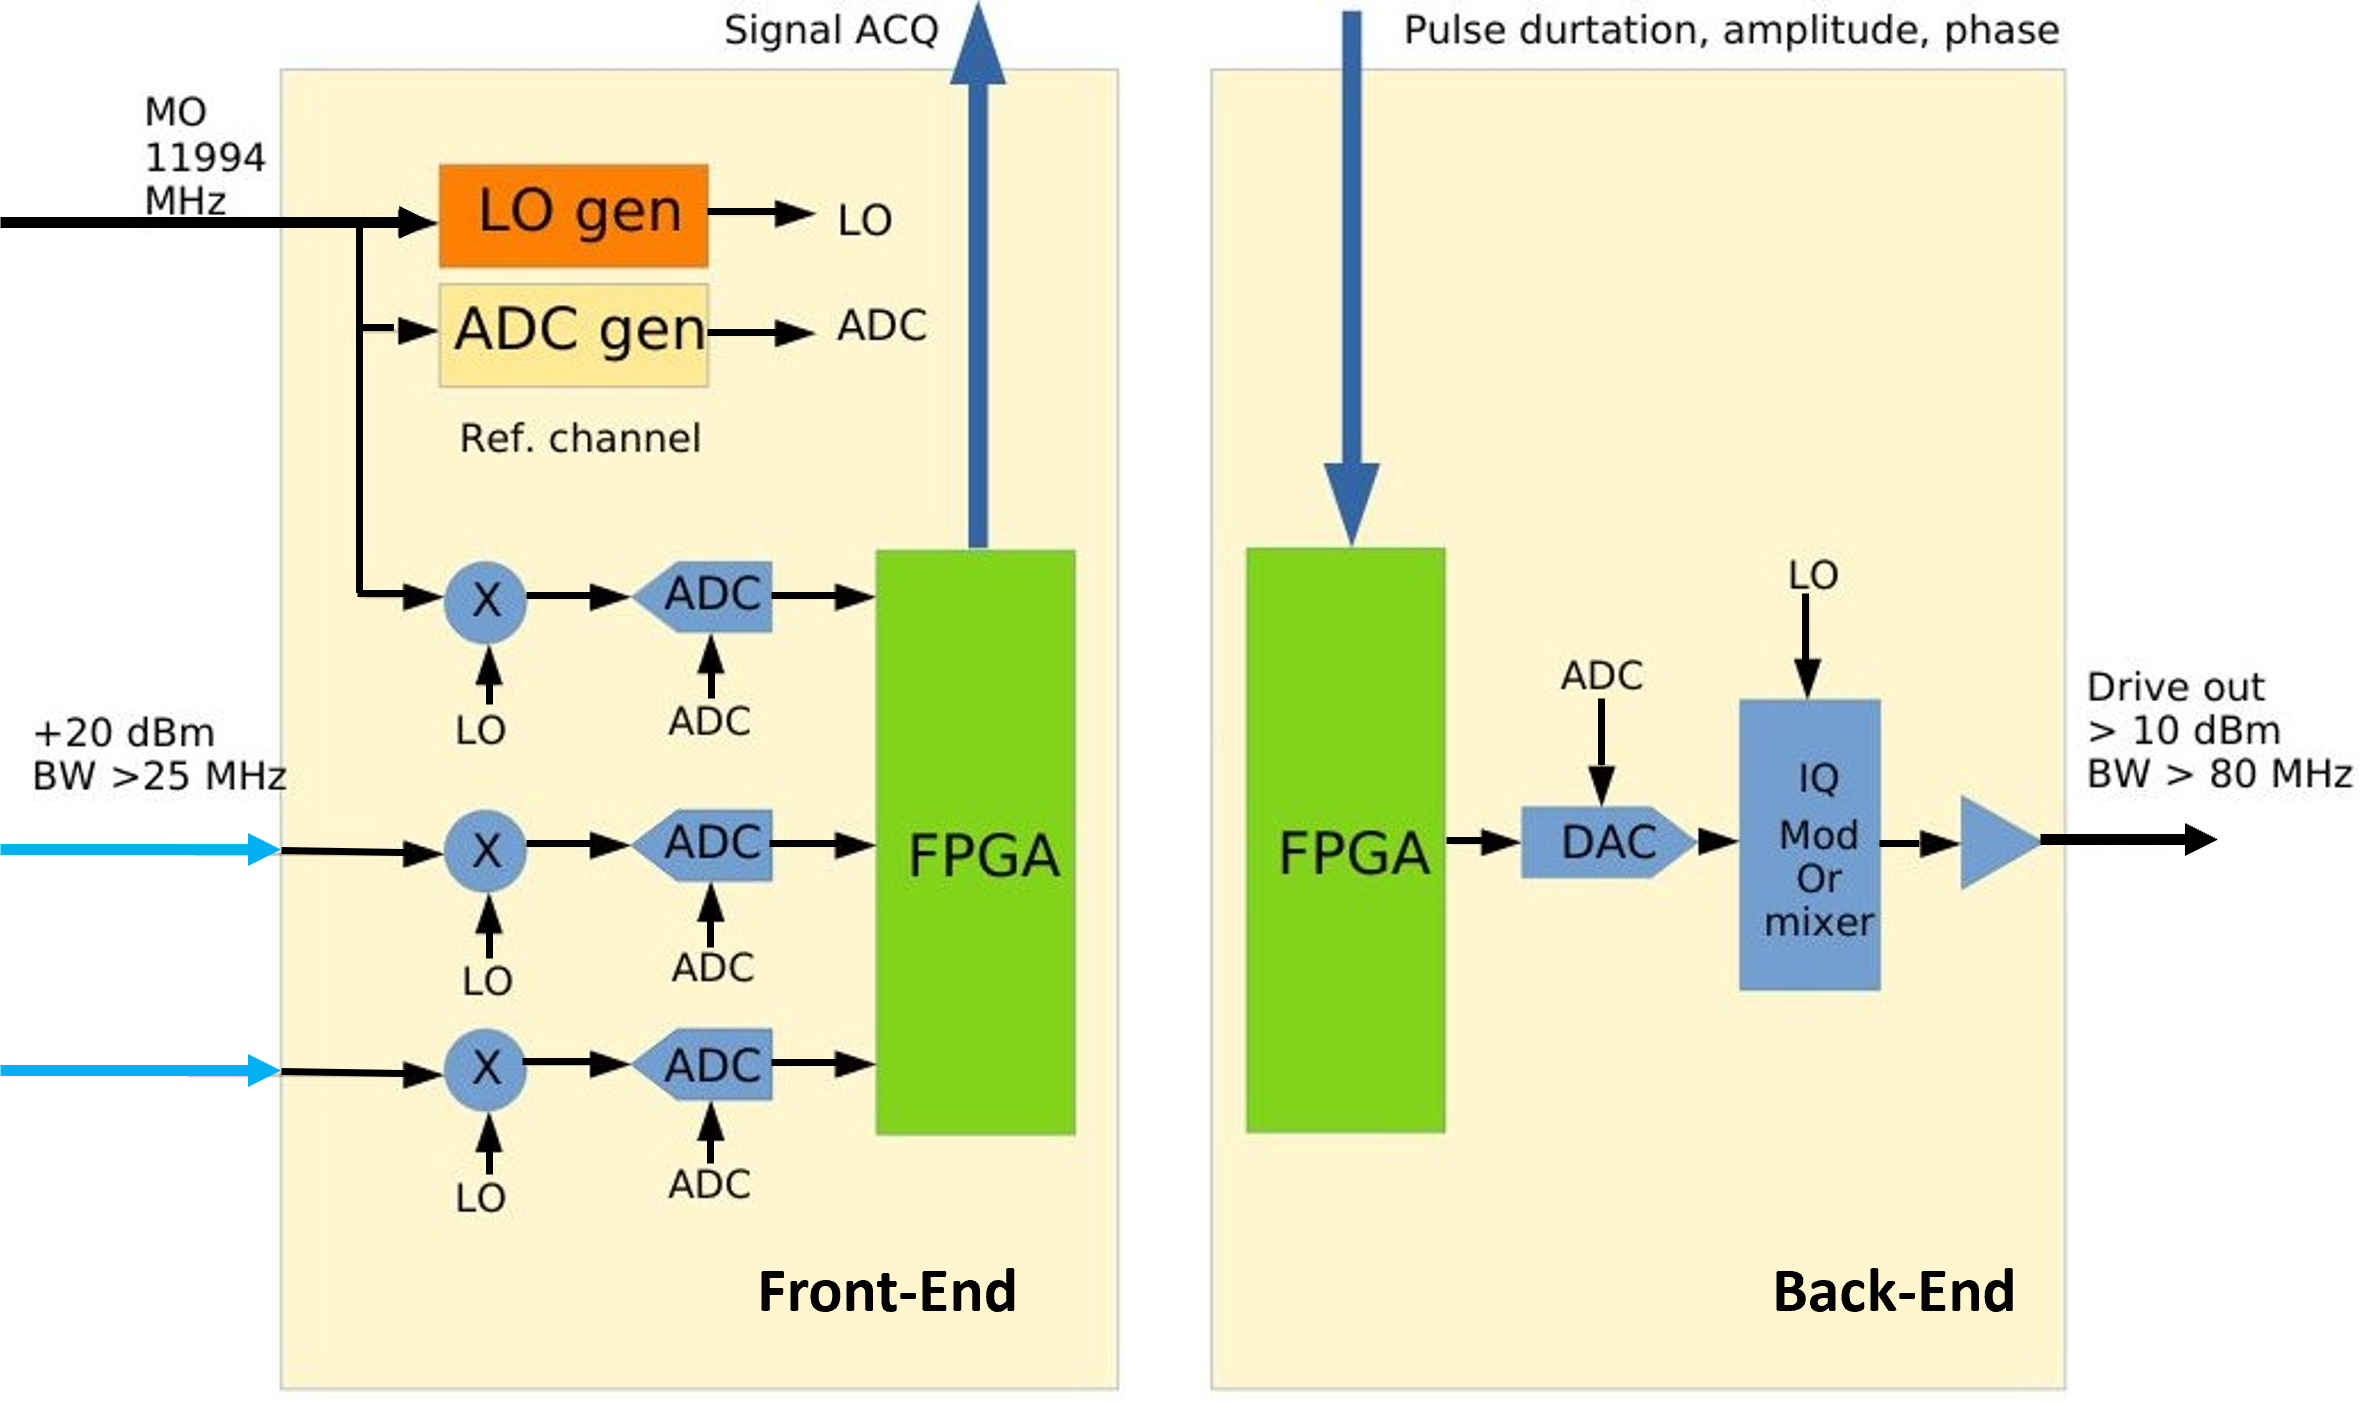 Signal ACQ
Pulse durtation, amplitude, phase
MO
11994
MHz
LO gen
LO
ADC gen
ADC
Ref. channel
X
ADC
LO
ADC
+20 dBm
BW >25 MHz
X
ADC
LO
ADC
X
ADC
LO
ADC
FPGA
Front-End
FPGA
ADC
DAC
LO
IQ
Mod
Or
mixer
Drive out
> 10 dBm
BW > 80 MHz
Back-End